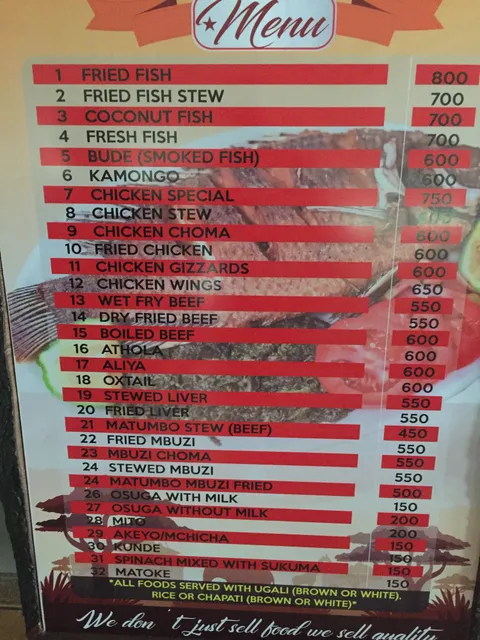 Menu
1 FRIED FISH 800
2 FRIED FISH STEW 700
3 COCONUT FISH 700
4 FRESH FISH 700
5 BUDE (SMOKED FISH) 600
6 KAMONGO 600
7 CHICKEN SPECIAL 750
8 CHICKEN STEW
9 CHICKEN CHOMA 600
10 FRIED CHICKEN 600
11 CHICKEN GIZZARDS 600
12 CHICKEN WINGS 650
13 WET FRY BEEF 550
14 DRY FRIED BEEF 550
15 BOILED BEEF 600
16 ATHOLA 600
17 ALIYA 600
18 OXTAIL 600
19 STEWED LIVER 550
20 FRIED LIVER 550
21 MATUMBO STEW (BEEF) 450
22 FRIED MBUZI 550
23 MBUZI CHOMA 550
24 STEWED MBUZI 550
24 MATUMBO MBUZI FRIED 500
26 OSUGA WITH MILK 150
27 OSUGA WITHOUT MILK 200
28 MITO 200
29 AKEYO/MCHICHA 150
30 KUNDE 150
31 SPINACH MIXED WITH SUKUMA 150
32 MATOKE 150
*ALL FOODS SERVED WITH UGALI (BROWN OR WHITE).
RICE OR CHAPATI (BROWN OR WHITE)*
We don't just sell food we sell quality